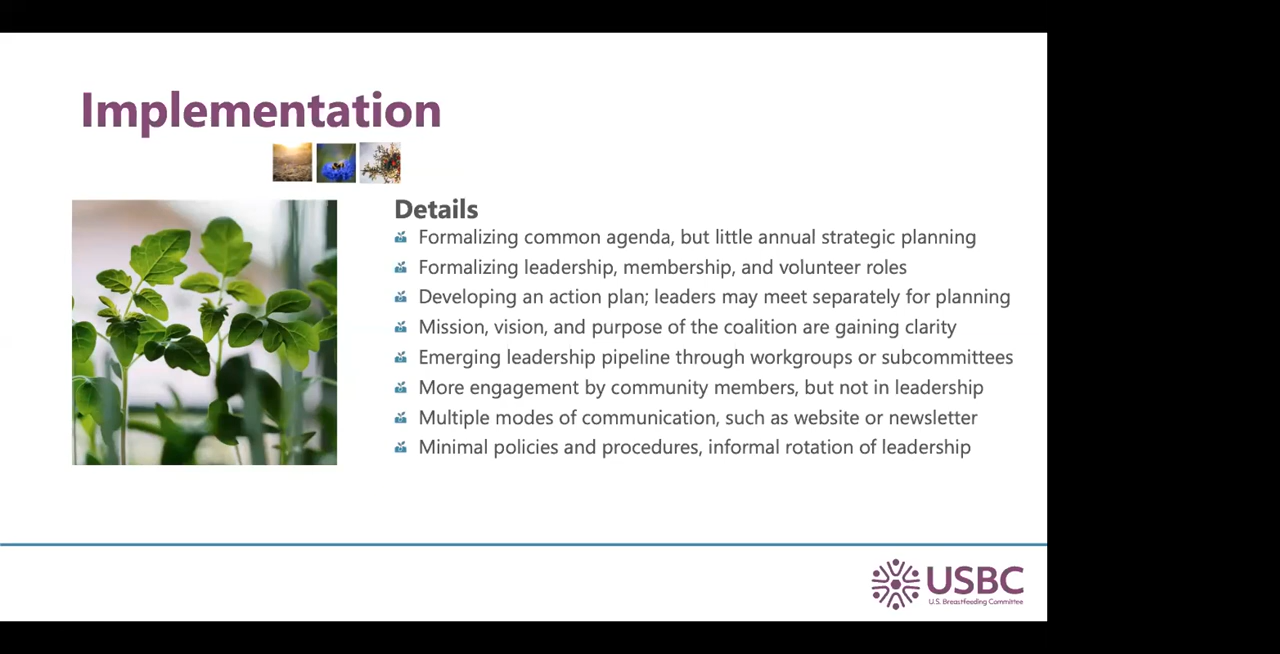 Implementation
Details
Formalizing common agenda, but little annual strategic planning
Formalizing leadership, membership, and volunteer roles
Developing an action plan; leaders may meet separately for planning
Mission, vision, and purpose of the coalition are gaining clarity
Emerging leadership pipeline through workgroups or subcommittees
More engagement by community members, but not in leadership
Multiple modes of communication, such as website or newsletter
Minimal policies and procedures, informal rotation of leadership
USBC
U.S. Breastfeeding Committee